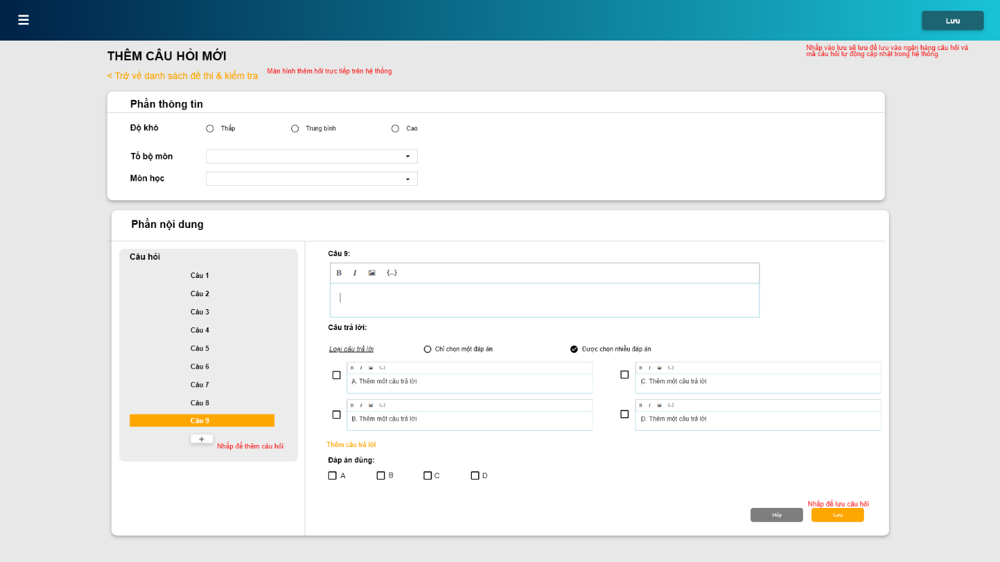 Lưu
Nhấp vào lưu sẽ lưu đề lưu vào ngân hàng câu hỏi và
mã câu hỏi tự động cập nhật trong hệ thống
THÊM CÂU HỎI MỚI
< Trở về danh sách đề thi & kiểm tra
Màn hình thêm hỏi trực tiếp trên hệ thống
Phần thông tin
Độ khó
Thấp
Trung bình
Cao
Tổ bộ môn
Môn học
Phần nội dung
Câu hỏi
Câu 1
Câu 2
Câu 3
Câu 4
Câu 5
Câu 6
Câu 7
Câu 8
Câu 9
+
Nhấp để thêm câu hỏi
Câu 9:
B I {...}
Câu trả lời:
Loại câu trả lời
Chỉ chọn một đáp án
Được chọn nhiều đáp án
B I {...}
A. Thêm một câu trả lời
B I {...}
C. Thêm một câu trả lời
B I {...}
B. Thêm một câu trả lời
B I {...}
D. Thêm một câu trả lời
Thêm câu trả lời
Đáp án đúng:
A B C D
Nhấp để lưu câu hỏi
Hủy
Lưu